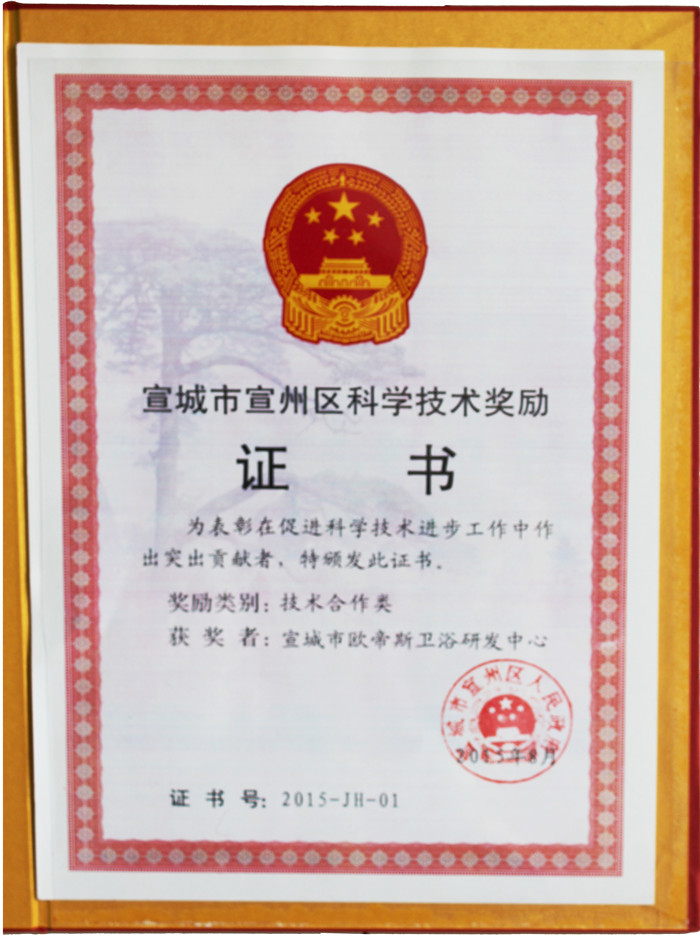 宣城市宣州区科学技术奖励
证 书
为表彰在促进科学技术进步工作中作
出突出贡献者，特颁发此证书。
奖励类别：技术合作类
获 奖 者：宣城市欧帝斯卫浴研发中心
宣城市宣州区人民政府
2015年8月
证 书 号：2015-JH-01